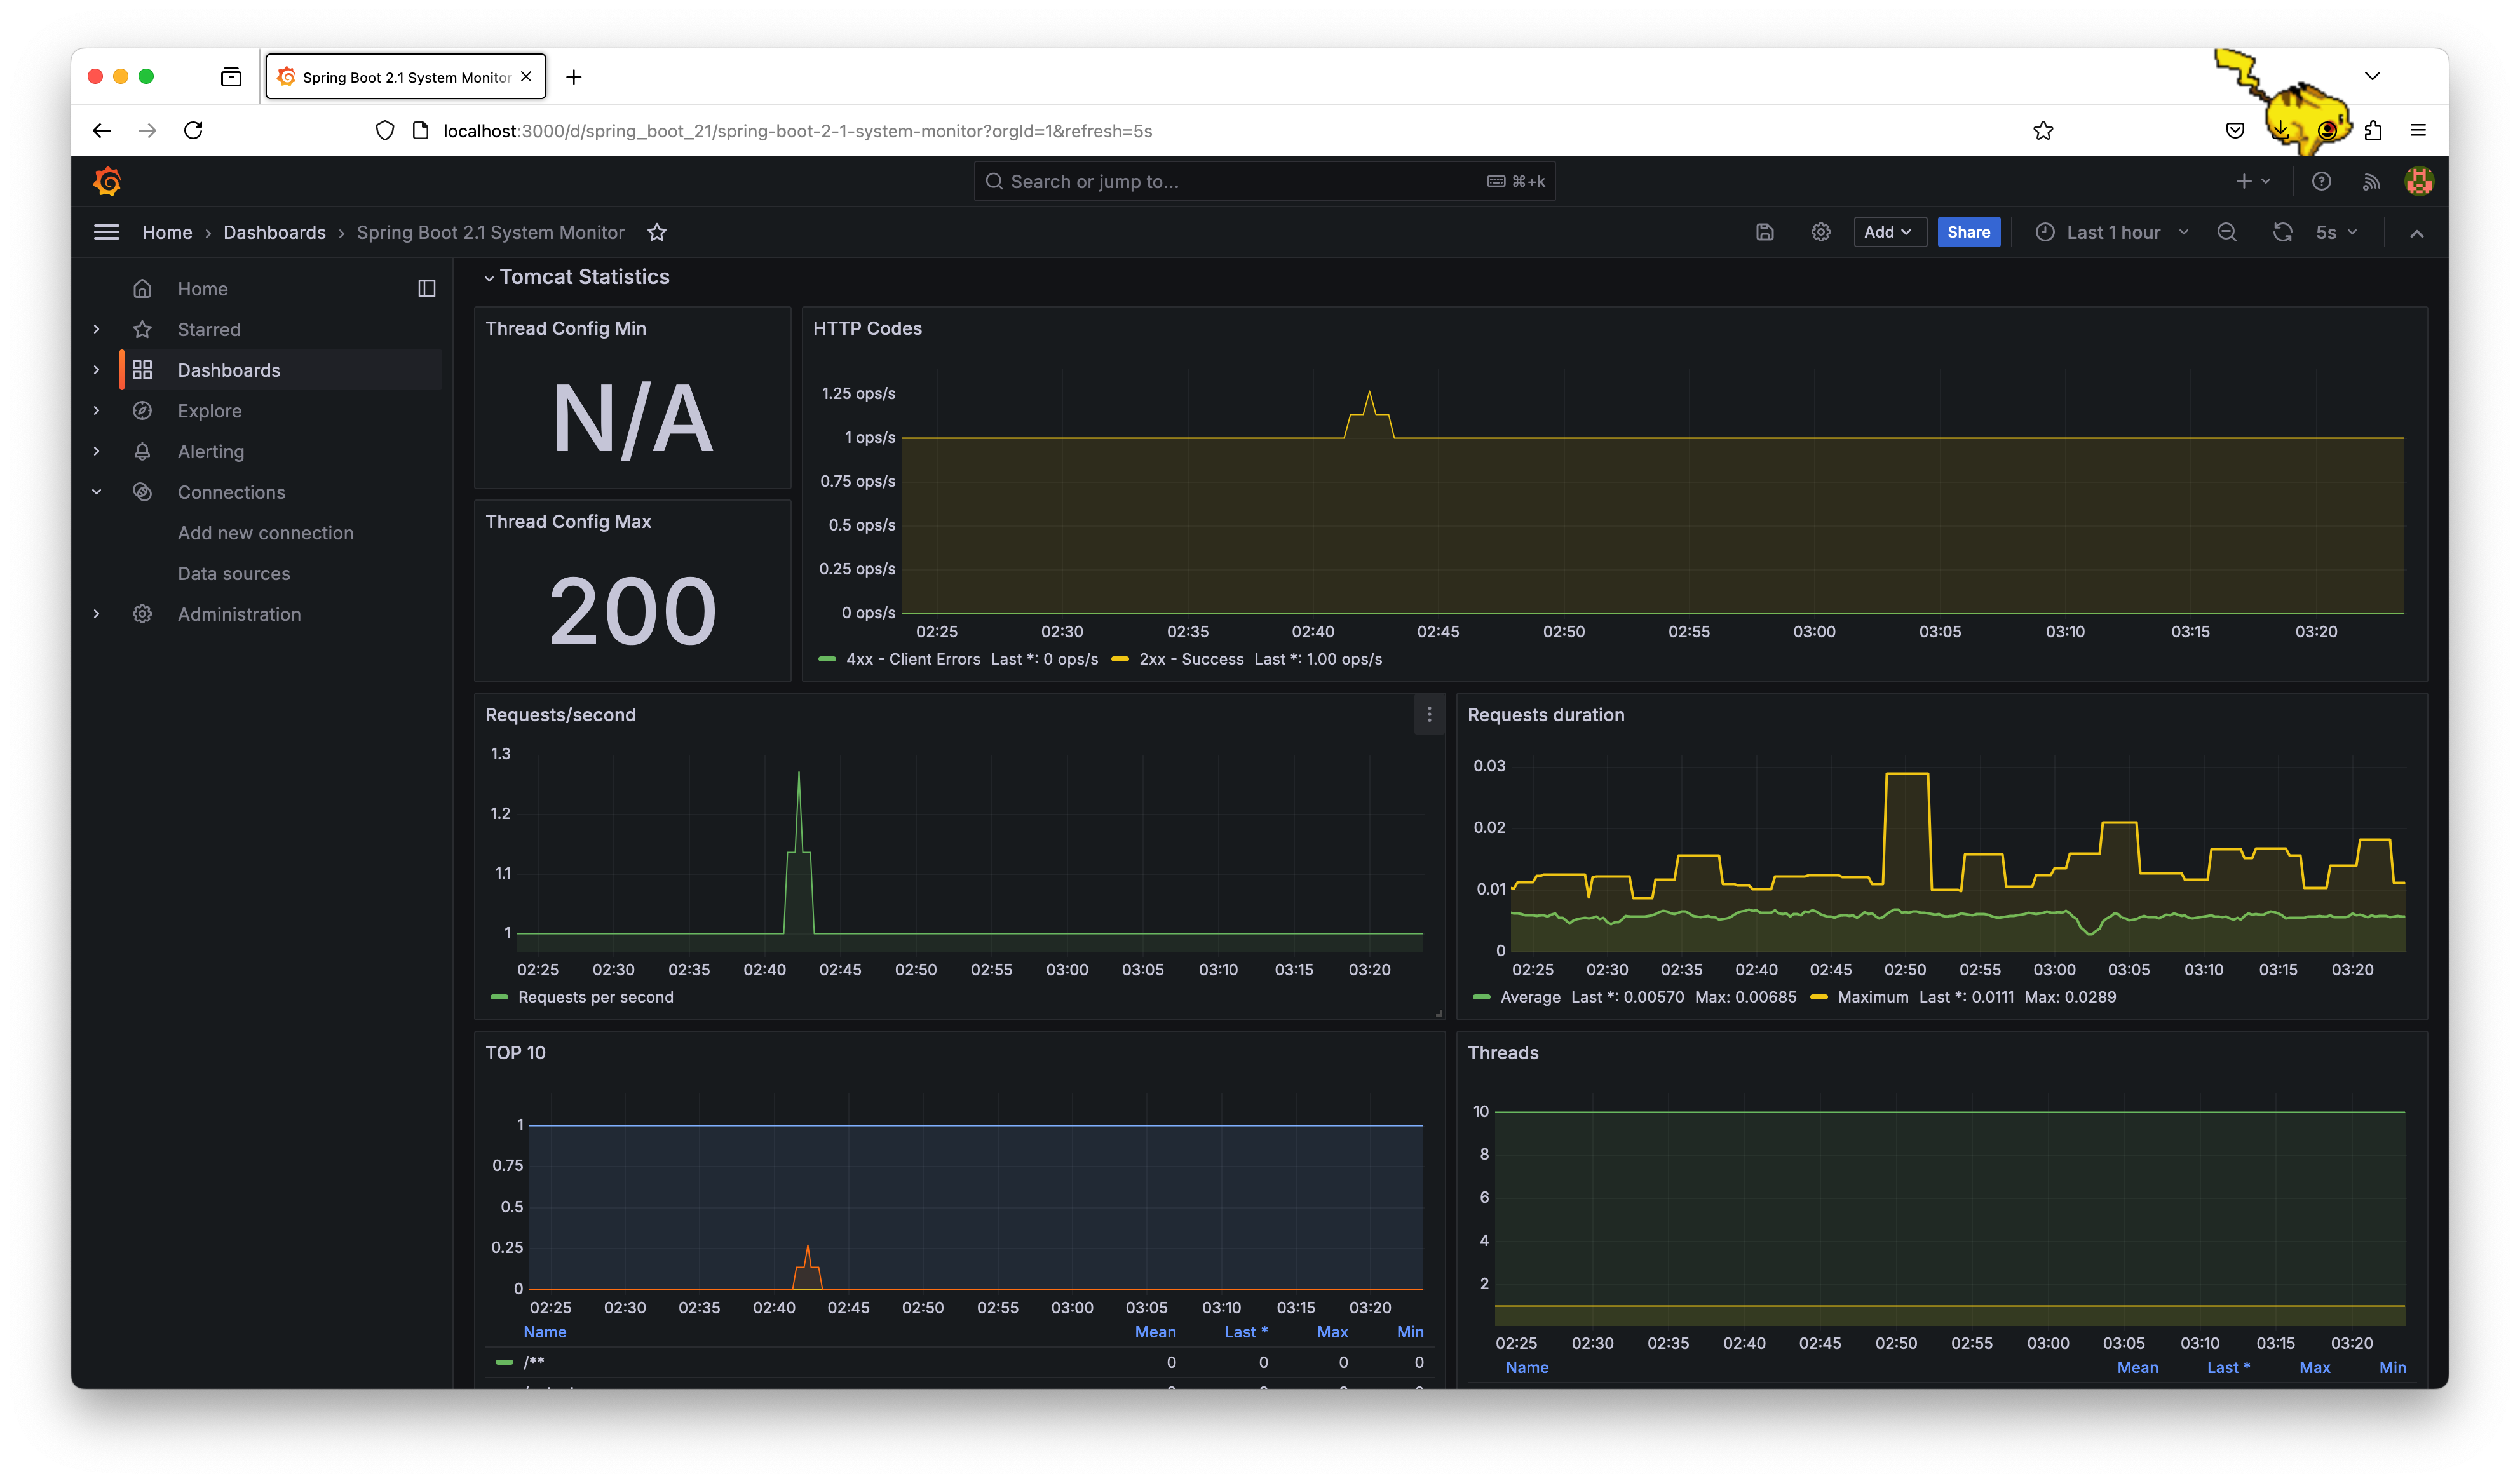 Spring Boot 2.1 System Monitor
localhost:3000/d/spring_boot_21/spring-boot-2-1-system-monitor?orgId=1&refresh=5s
Search or jump to... ⌘+k
Home › Dashboards › Spring Boot 2.1 System Monitor
Add Share Last 1 hour 5s
Home
Starred
Dashboards
Explore
Alerting
Connections
Add new connection
Data sources
Administration
Tomcat Statistics
Thread Config Min
N/A
Thread Config Max
200
HTTP Codes
1.25 ops/s
1 ops/s
0.75 ops/s
0.5 ops/s
0.25 ops/s
0 ops/s
02:25 02:30 02:35 02:40 02:45 02:50 02:55 03:00 03:05 03:10 03:15 03:20
4xx - Client Errors Last *: 0 ops/s 2xx - Success Last *: 1.00 ops/s
Requests/second
1.3
1.2
1.1
1
02:25 02:30 02:35 02:40 02:45 02:50 02:55 03:00 03:05 03:10 03:15 03:20
Requests per second
Requests duration
0.03
0.02
0.01
0
02:25 02:30 02:35 02:40 02:45 02:50 02:55 03:00 03:05 03:10 03:15 03:20
Average Last *: 0.00570 Max: 0.00685 Maximum Last *: 0.0111 Max: 0.0289
TOP 10
1
0.75
0.5
0.25
0
02:25 02:30 02:35 02:40 02:45 02:50 02:55 03:00 03:05 03:10 03:15 03:20
Name Mean Last * Max Min
/** 0 0 0 0
Threads
10
8
6
4
2
02:25 02:30 02:35 02:40 02:45 02:50 02:55 03:00 03:05 03:10 03:15 03:20
Name Mean Last * Max Min